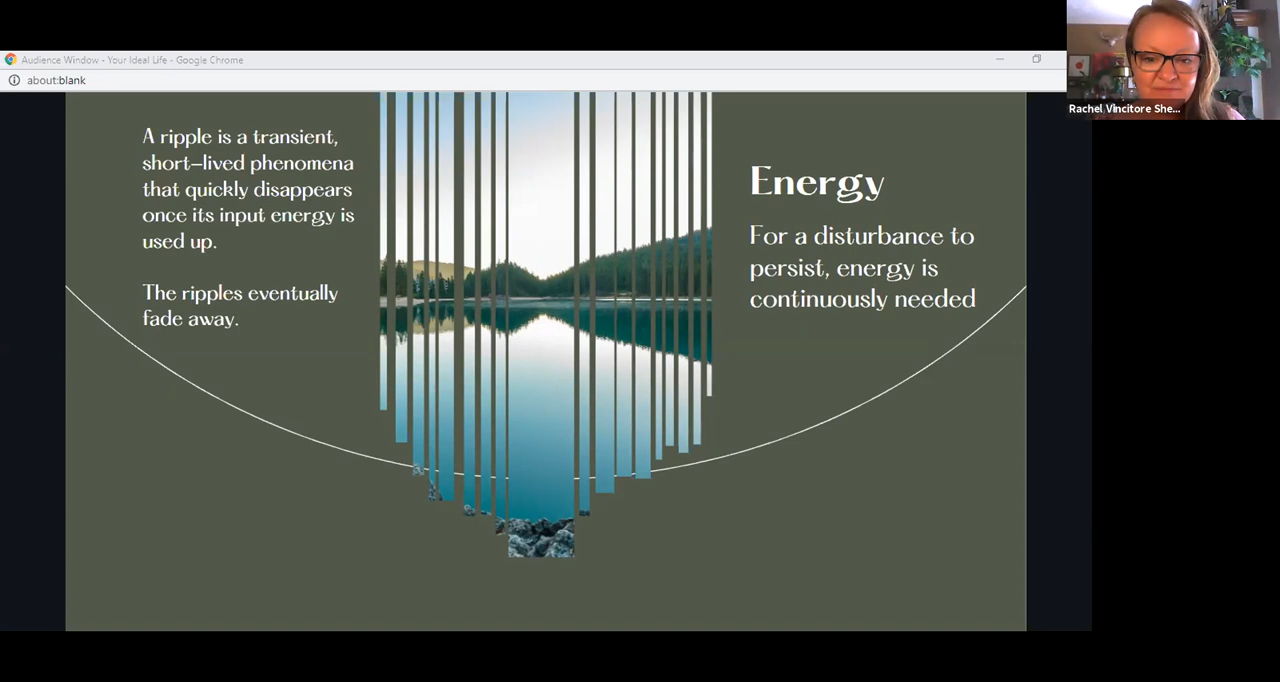 Audience Window - Your Ideal Life - Google Chrome
about:blank
Rachel Vincitore She...
A ripple is a transient,
short-lived phenomena
that quickly disappears
once its input energy is
used up.
The ripples eventually
fade away.
Energy
For a disturbance to
persist, energy is
continuously needed